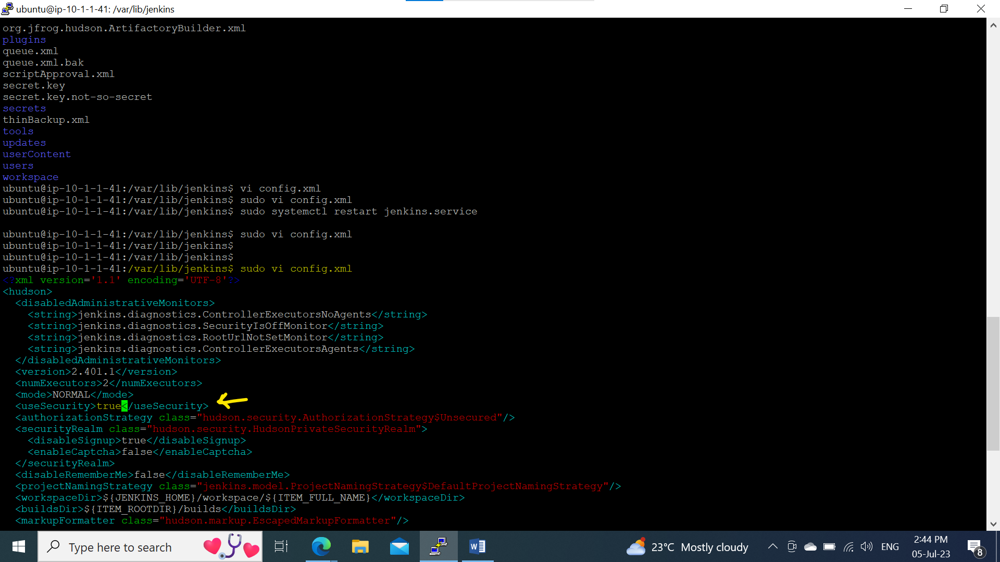 ubuntu@ip-10-1-1-41: /var/lib/jenkins
org.jfrog.hudson.ArtifactoryBuilder.xml
plugins
queue.xml
queue.xml.bak
scriptApproval.xml
secret.key
secret.key.not-so-secret
secrets
thinBackup.xml
tools
updates
userContent
users
workspace
ubuntu@ip-10-1-1-41:/var/lib/jenkins$ vi config.xml
ubuntu@ip-10-1-1-41:/var/lib/jenkins$ sudo vi config.xml
ubuntu@ip-10-1-1-41:/var/lib/jenkins$ sudo systemctl restart jenkins.service
ubuntu@ip-10-1-1-41:/var/lib/jenkins$ sudo vi config.xml
ubuntu@ip-10-1-1-41:/var/lib/jenkins$
ubuntu@ip-10-1-1-41:/var/lib/jenkins$
ubuntu@ip-10-1-1-41:/var/lib/jenkins$ sudo vi config.xml
<?xml version='1.1' encoding='UTF-8'?>
<hudson>
  <disabledAdministrativeMonitors>
    <string>jenkins.diagnostics.ControllerExecutorsNoAgents</string>
    <string>jenkins.diagnostics.SecurityIsOffMonitor</string>
    <string>jenkins.diagnostics.RootUrlNotSetMonitor</string>
    <string>jenkins.diagnostics.ControllerExecutorsAgents</string>
  </disabledAdministrativeMonitors>
  <version>2.401.1</version>
  <numExecutors>2</numExecutors>
  <mode>NORMAL</mode>
  <useSecurity>true</useSecurity>
  <authorizationStrategy class="hudson.security.AuthorizationStrategy$Unsecured"/>
  <securityRealm class="hudson.security.HudsonPrivateSecurityRealm">
    <disableSignup>true</disableSignup>
    <enableCaptcha>false</enableCaptcha>
  </securityRealm>
  <disableRememberMe>false</disableRememberMe>
  <projectNamingStrategy class="jenkins.model.ProjectNamingStrategy$DefaultProjectNamingStrategy"/>
  <workspaceDir>${JENKINS_HOME}/workspace/${ITEM_FULL_NAME}</workspaceDir>
  <buildsDir>${ITEM_ROOTDIR}/builds</buildsDir>
  <markupFormatter class="hudson.markup.EscapedMarkupFormatter"/>
Type here to search
23°C Mostly cloudy
ENG
2:44 PM
05-Jul-23
8